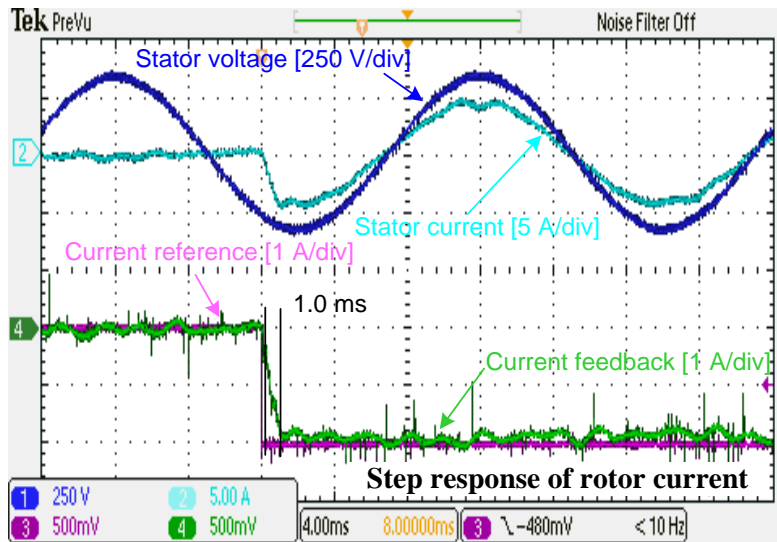 Tek PreVu
Noise Filter Off
Stator voltage [250 V/div]
2
Stator current [5 A/div]
Current reference [1 A/div]
1.0 ms
4
Current feedback [1 A/div]
Step response of rotor current
1 250 V 2 5.00 A
3 500mV 4 500mV
4.00ms 8.00000ms
3 -480mV < 10 Hz